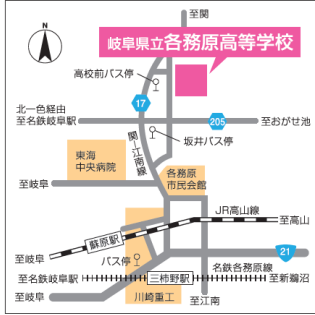 至関
N
岐阜県立各務原高等学校
高校前バス停
17
北一色経由
至名鉄岐阜駅
205
至おがせ池
関―江南線
坂井バス停
東海
中央病院
各務原
市民会館
至岐阜
JR高山線
至高山
蘇原駅
21
至岐阜
バス停
名鉄各務原線
至名鉄岐阜駅
三柿野駅
至新鵜沼
至岐阜
川崎重工
至江南